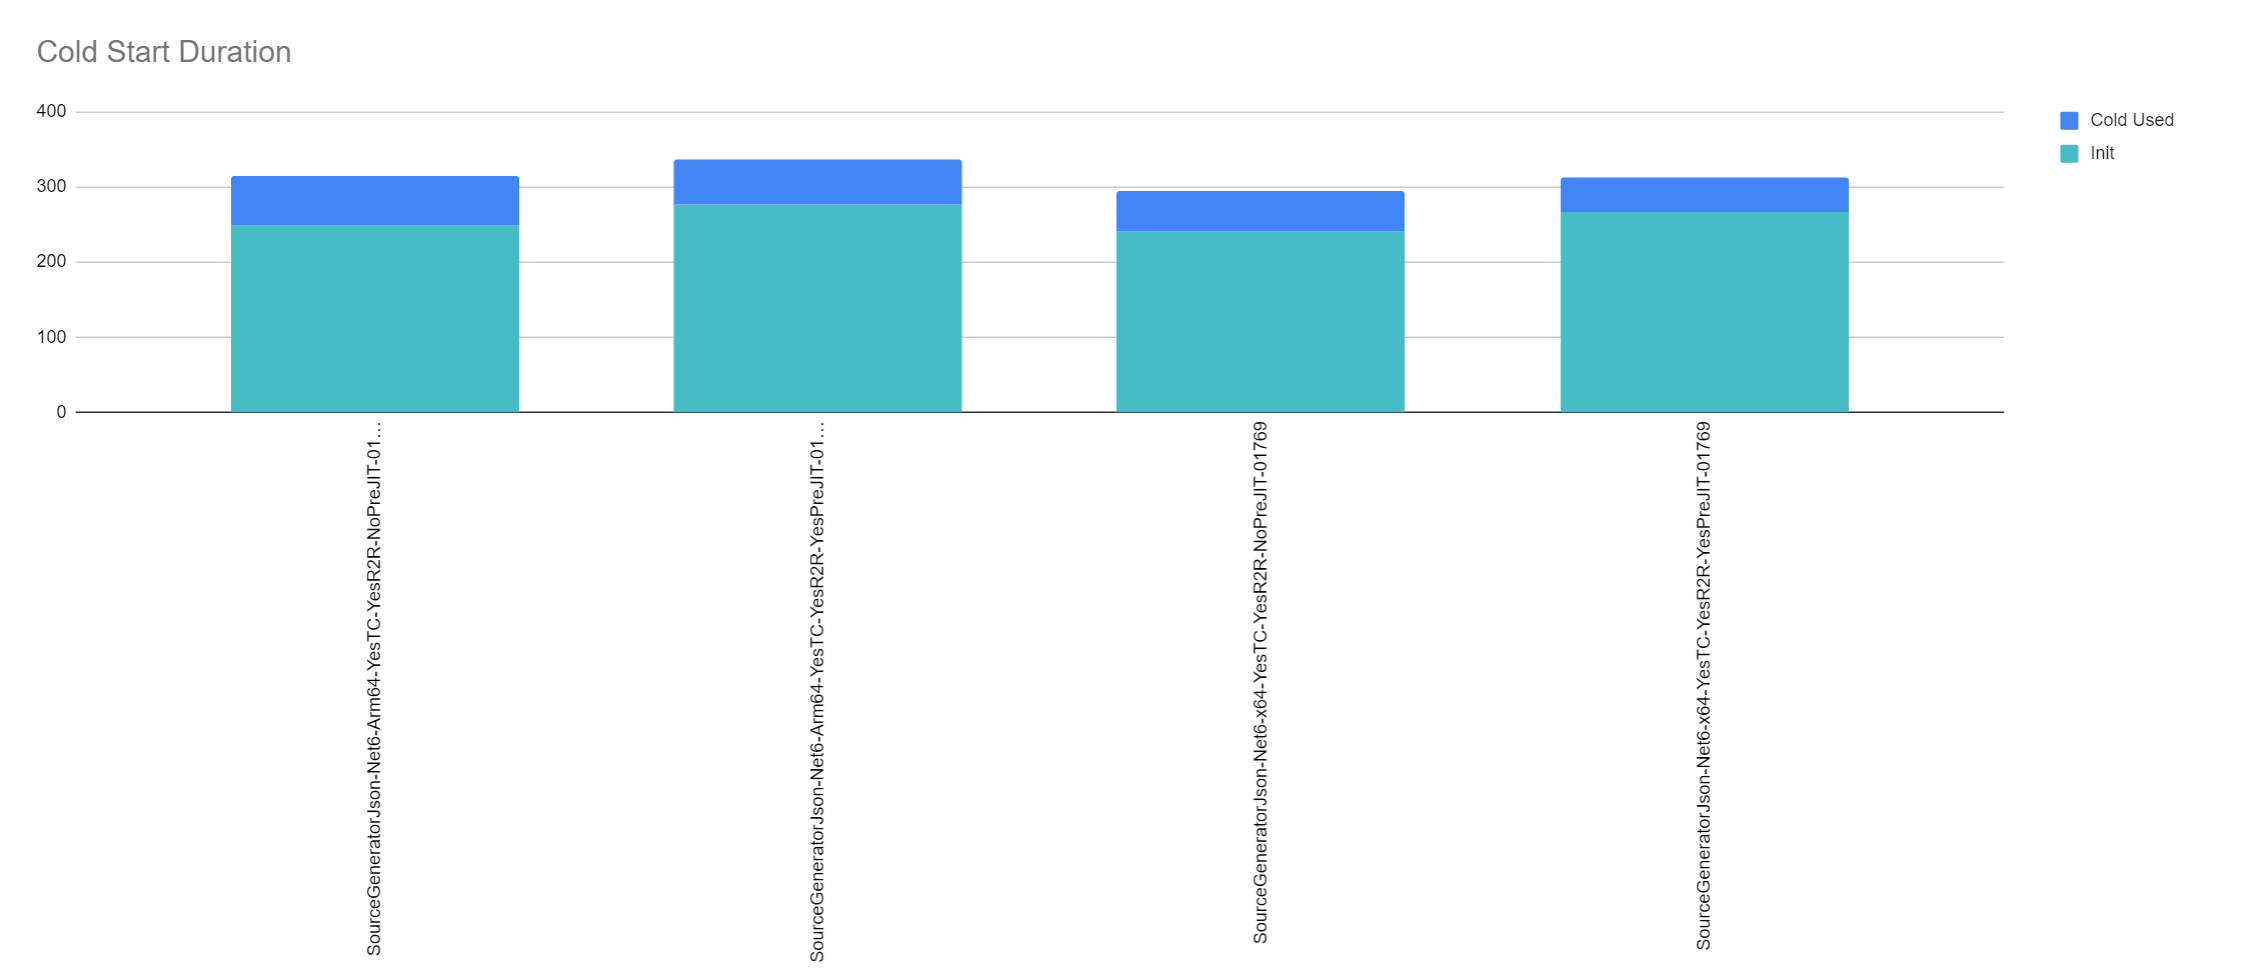 Cold Start Duration
400
300
200
100
0
Cold Used
Init
SourceGeneratorJson-Net6-Arm64-YesTC-YesR2R-NoPreJIT-01…
SourceGeneratorJson-Net6-Arm64-YesTC-YesR2R-YesPreJIT-01…
SourceGeneratorJson-Net6-x64-YesTC-YesR2R-NoPreJIT-01769
SourceGeneratorJson-Net6-x64-YesTC-YesR2R-YesPreJIT-01769